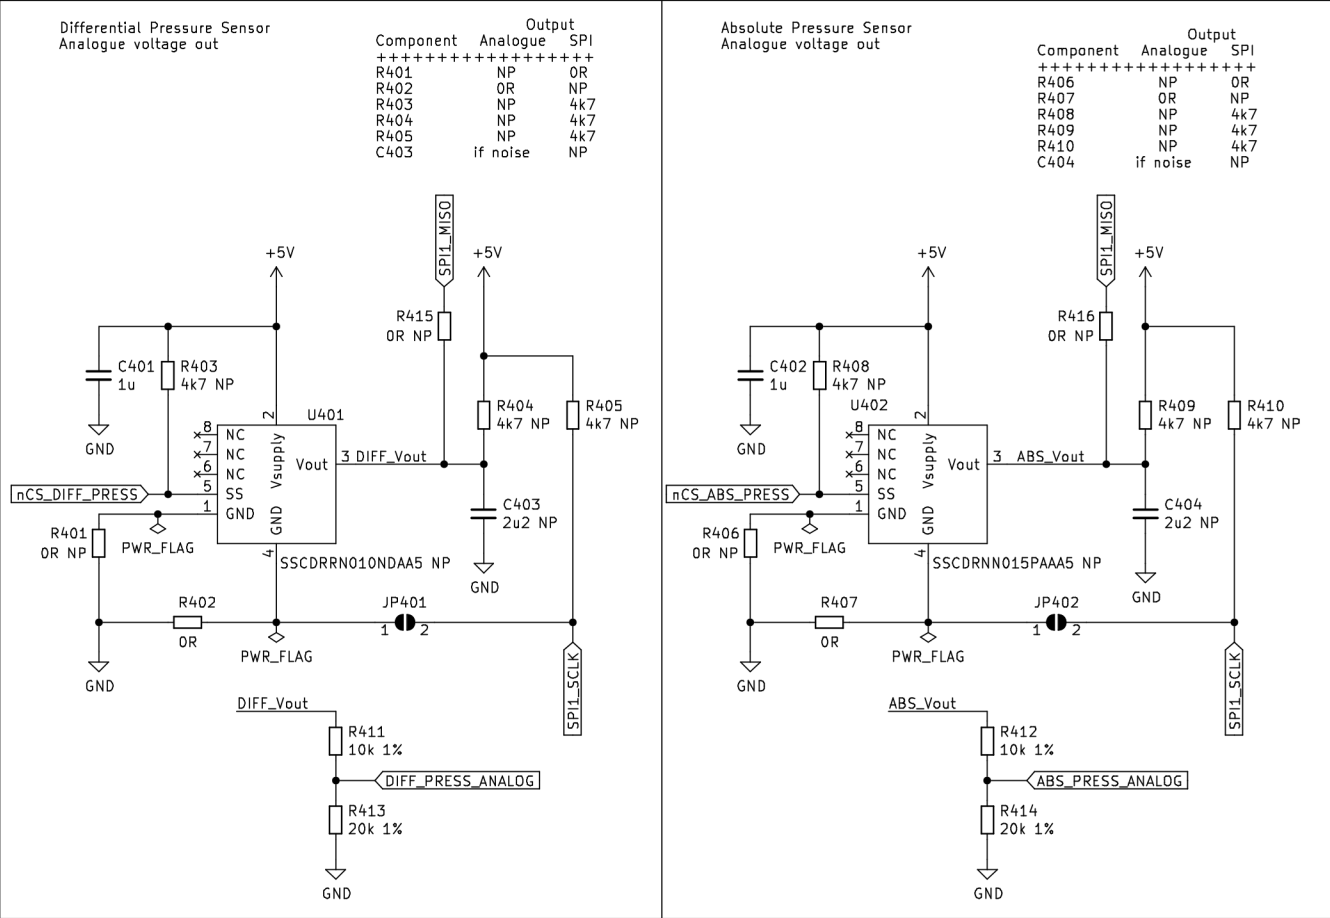 Differential Pressure Sensor
Analogue voltage out
Output
Component Analogue SPI
++++++++++++++++++
R401 NP 0R
R402 0R NP
R403 NP 4k7
R404 NP 4k7
R405 NP 4k7
C403 if noise NP
SPI1_MISO
+5V
+5V
R415
0R NP
C401
1u
R403
4k7 NP
GND
R404
4k7 NP
R405
4k7 NP
U401
2
8 NC
7 NC
6 NC
5 SS
1 GND
Vsupply
Vout
3 DIFF_Vout
GND
4
nCS_DIFF_PRESS
R401
0R NP
PWR_FLAG
C403
2u2 NP
GND
SSCDRRN010NDAA5 NP
R402
0R
JP401
1 2
PWR_FLAG
GND
SPI1_SCLK
DIFF_Vout
R411
10k 1%
DIFF_PRESS_ANALOG
R413
20k 1%
GND
Absolute Pressure Sensor
Analogue voltage out
Output
Component Analogue SPI
++++++++++++++++++
R406 NP 0R
R407 0R NP
R408 NP 4k7
R409 NP 4k7
R410 NP 4k7
C404 if noise NP
SPI1_MISO
+5V
+5V
R416
0R NP
C402
1u
R408
4k7 NP
GND
R409
4k7 NP
R410
4k7 NP
U402
2
8 NC
7 NC
6 NC
5 SS
1 GND
Vsupply
Vout
3 ABS_Vout
GND
4
nCS_ABS_PRESS
R406
0R NP
PWR_FLAG
C404
2u2 NP
GND
SSCDRNN015PAAA5 NP
R407
0R
JP402
1 2
PWR_FLAG
GND
SPI1_SCLK
ABS_Vout
R412
10k 1%
ABS_PRESS_ANALOG
R414
20k 1%
GND